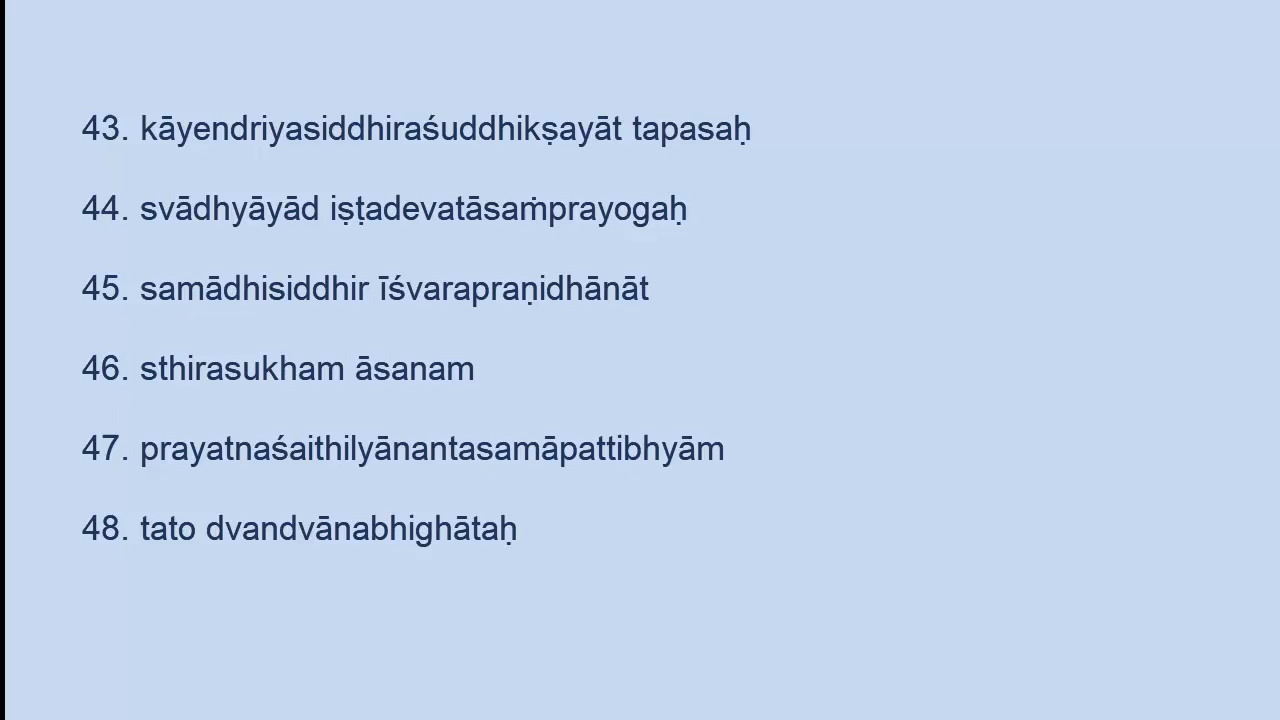 43. kāyendriyasiddhiraśuddhikṣayāt tapasaḥ
44. svādhyāyād iṣṭadevatāsaṁprayogaḥ
45. samādhisiddhir īśvarapraṇidhānāt
46. sthirasukham āsanam
47. prayatnaśaithilyānantasamāpattibhyām
48. tato dvandvānabhighātaḥ